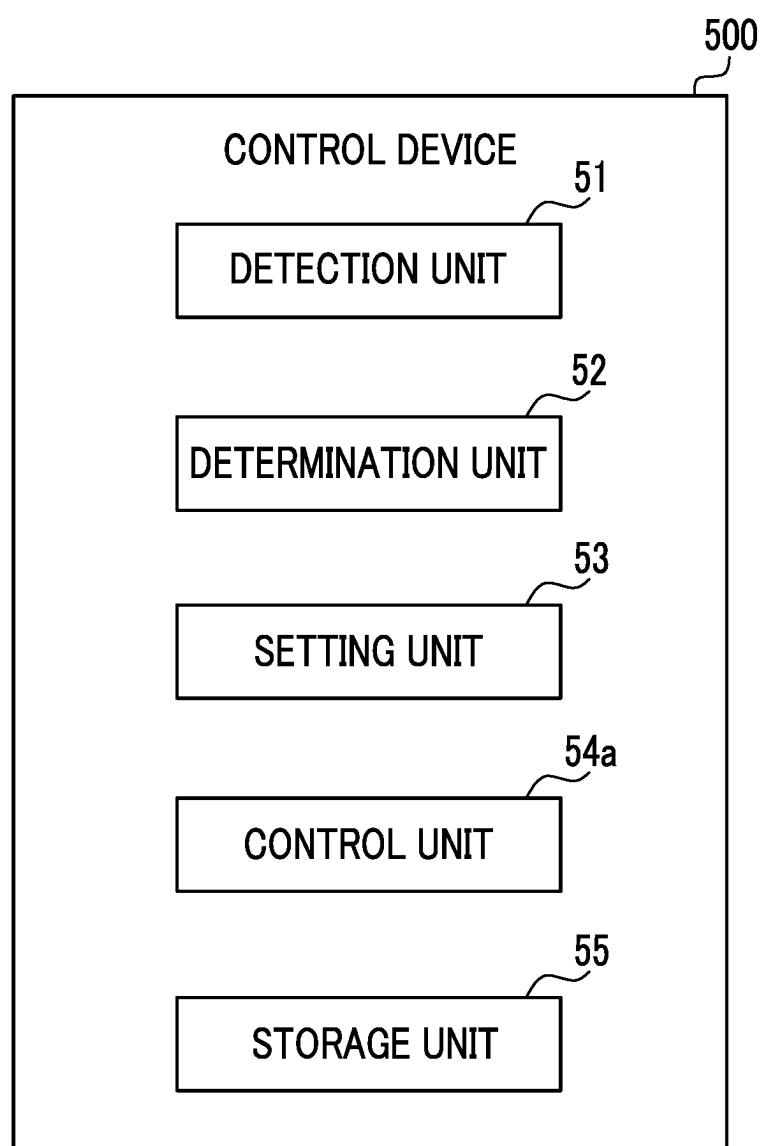 500
CONTROL DEVICE
51
DETECTION UNIT
52
DETERMINATION UNIT
53
SETTING UNIT
54a
CONTROL UNIT
55
STORAGE UNIT